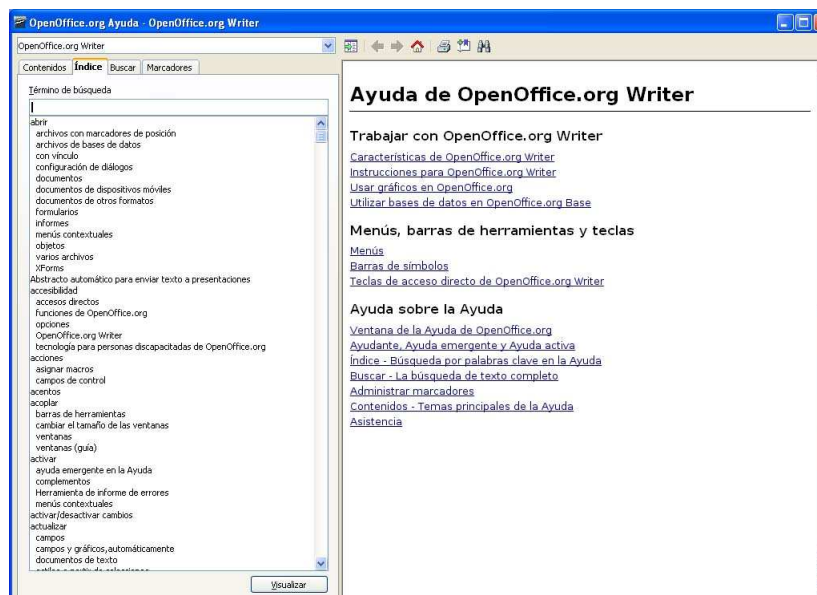 OpenOffice.org Ayuda - OpenOffice.org Writer
OpenOffice.org Writer
Contenidos Índice Buscar Marcadores
Término de búsqueda
abrir
archivos con marcadores de posición
archivos de bases de datos
con vínculo
configuración de diálogos
documentos
documentos de dispositivos móviles
documentos de otros formatos
formularios
informes
menús contextuales
objetos
varios archivos
XForms
Abstracto automático para enviar texto a presentaciones
accesibilidad
accesos directos
funciones de OpenOffice.org
opciones
OpenOffice.org Writer
tecnología para personas discapacitadas de OpenOffice.org
acciones
asignar macros
campos de control
acentos
acoplar
barras de herramientas
cambiar el tamaño de las ventanas
ventanas
ventanas (guía)
activar
ayuda emergente en la Ayuda
complementos
Herramienta de informe de errores
menús contextuales
activar/desactivar cambios
actualizar
campos
campos y gráficos,automáticamente
documentos de texto
Visualizar
Ayuda de OpenOffice.org Writer
Trabajar con OpenOffice.org Writer
Características de OpenOffice.org Writer
Instrucciones para OpenOffice.org Writer
Usar gráficos en OpenOffice.org
Utilizar bases de datos en OpenOffice.org Base
Menús, barras de herramientas y teclas
Menús
Barras de símbolos
Teclas de acceso directo de OpenOffice.org Writer
Ayuda sobre la Ayuda
Ventana de la Ayuda de OpenOffice.org
Ayudante, Ayuda emergente y Ayuda activa
Índice - Búsqueda por palabras clave en la Ayuda
Buscar - La búsqueda de texto completo
Administrar marcadores
Contenidos - Temas principales de la Ayuda
Asistencia